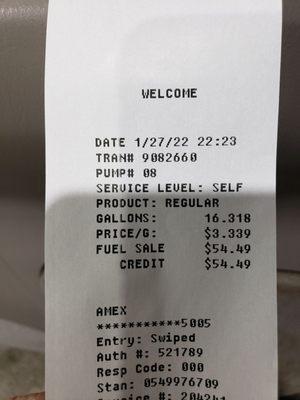 WELCOME
DATE 1/27/22 22:23
TRAN# 9082660
PUMP# 08
SERVICE LEVEL: SELF
PRODUCT: REGULAR
GALLONS: 16.318
PRICE/G: $3.339
FUEL SALE $54.49
CREDIT $54.49
AMEX
***********5005
Entry: Swiped
Auth #: 521789
Resp Code: 000
Stan: 0549976709
Invoice #: 204241